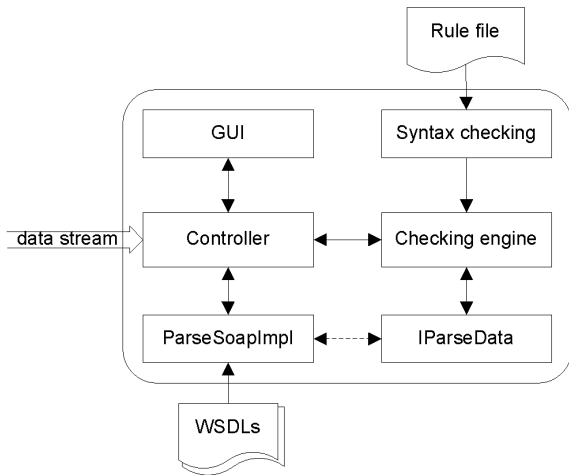 Rule file
GUI
Syntax checking
data stream
Controller
Checking engine
ParseSoapImpl
IParseData
WSDLs